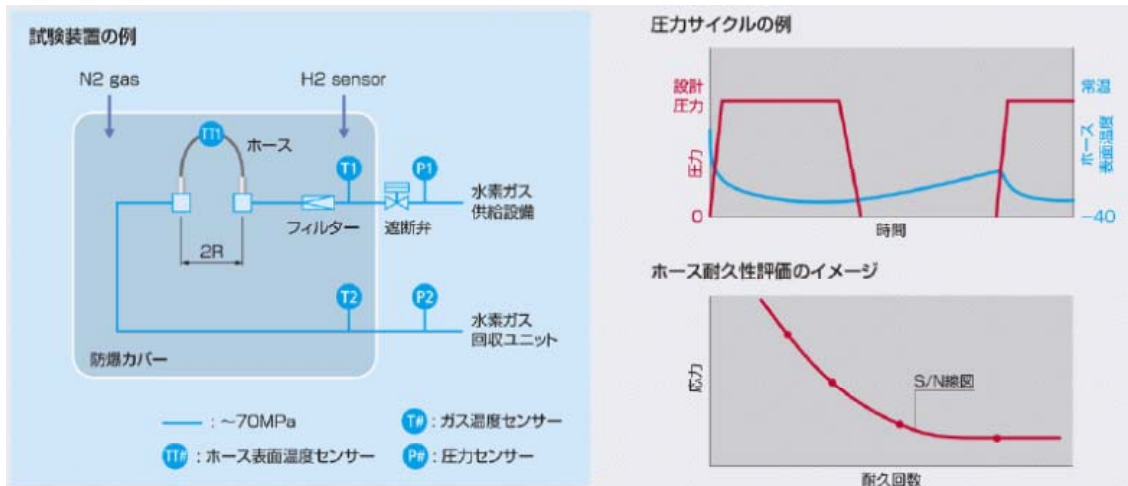 試験装置の例
N2 gas
H2 sensor
TT1
ホース
T1
P1
水素ガス
供給設備
フィルター
遮断弁
2R
T2
P2
水素ガス
回収ユニット
防爆カバー
: ～70MPa
T# : ガス温度センサー
TT# : ホース表面温度センサー
P# : 圧力センサー
圧力サイクルの例
設計
圧力
圧力
0
常温
ホース
表面温度
-40
時間
ホース耐久性評価のイメージ
応力
S/N線図
耐久回数